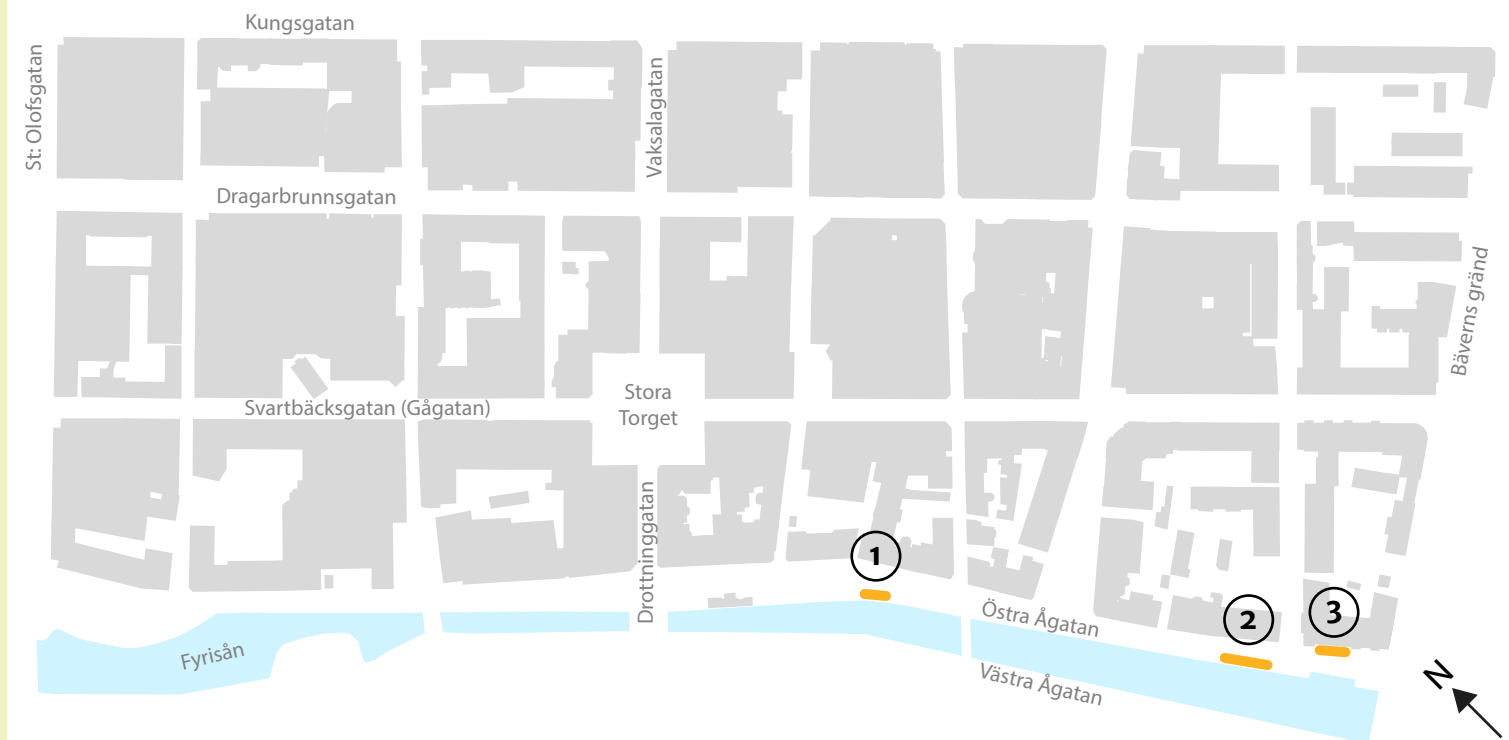 Kungsgatan
St: Olofsgatan
Vaksalagatan
Dragarbrunnsgatan
Bäverns gränd
Stora
Torget
Svartbäcksgatan (Gågatan)
Drottninggatan
1
Östra Ågatan
2
3
Fyrisån
Västra Ågatan
N